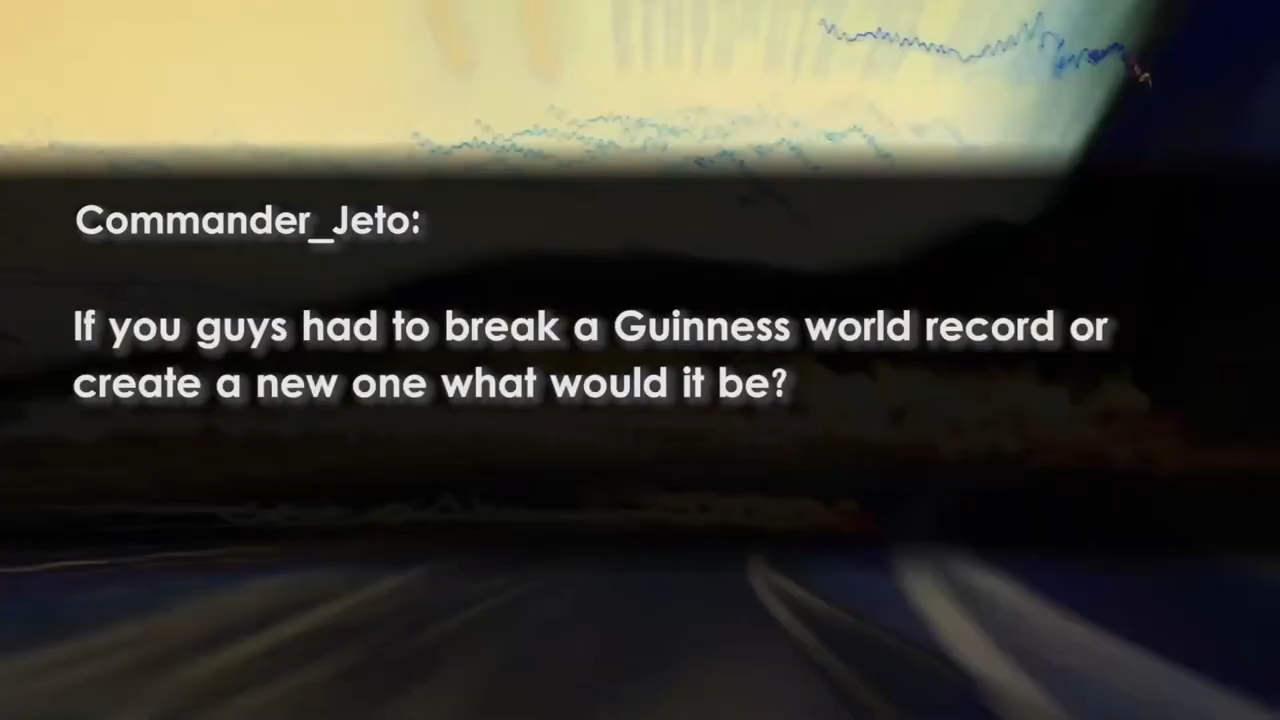 Commander_Jeto:
If you guys had to break a Guinness world record or
create a new one what would it be?